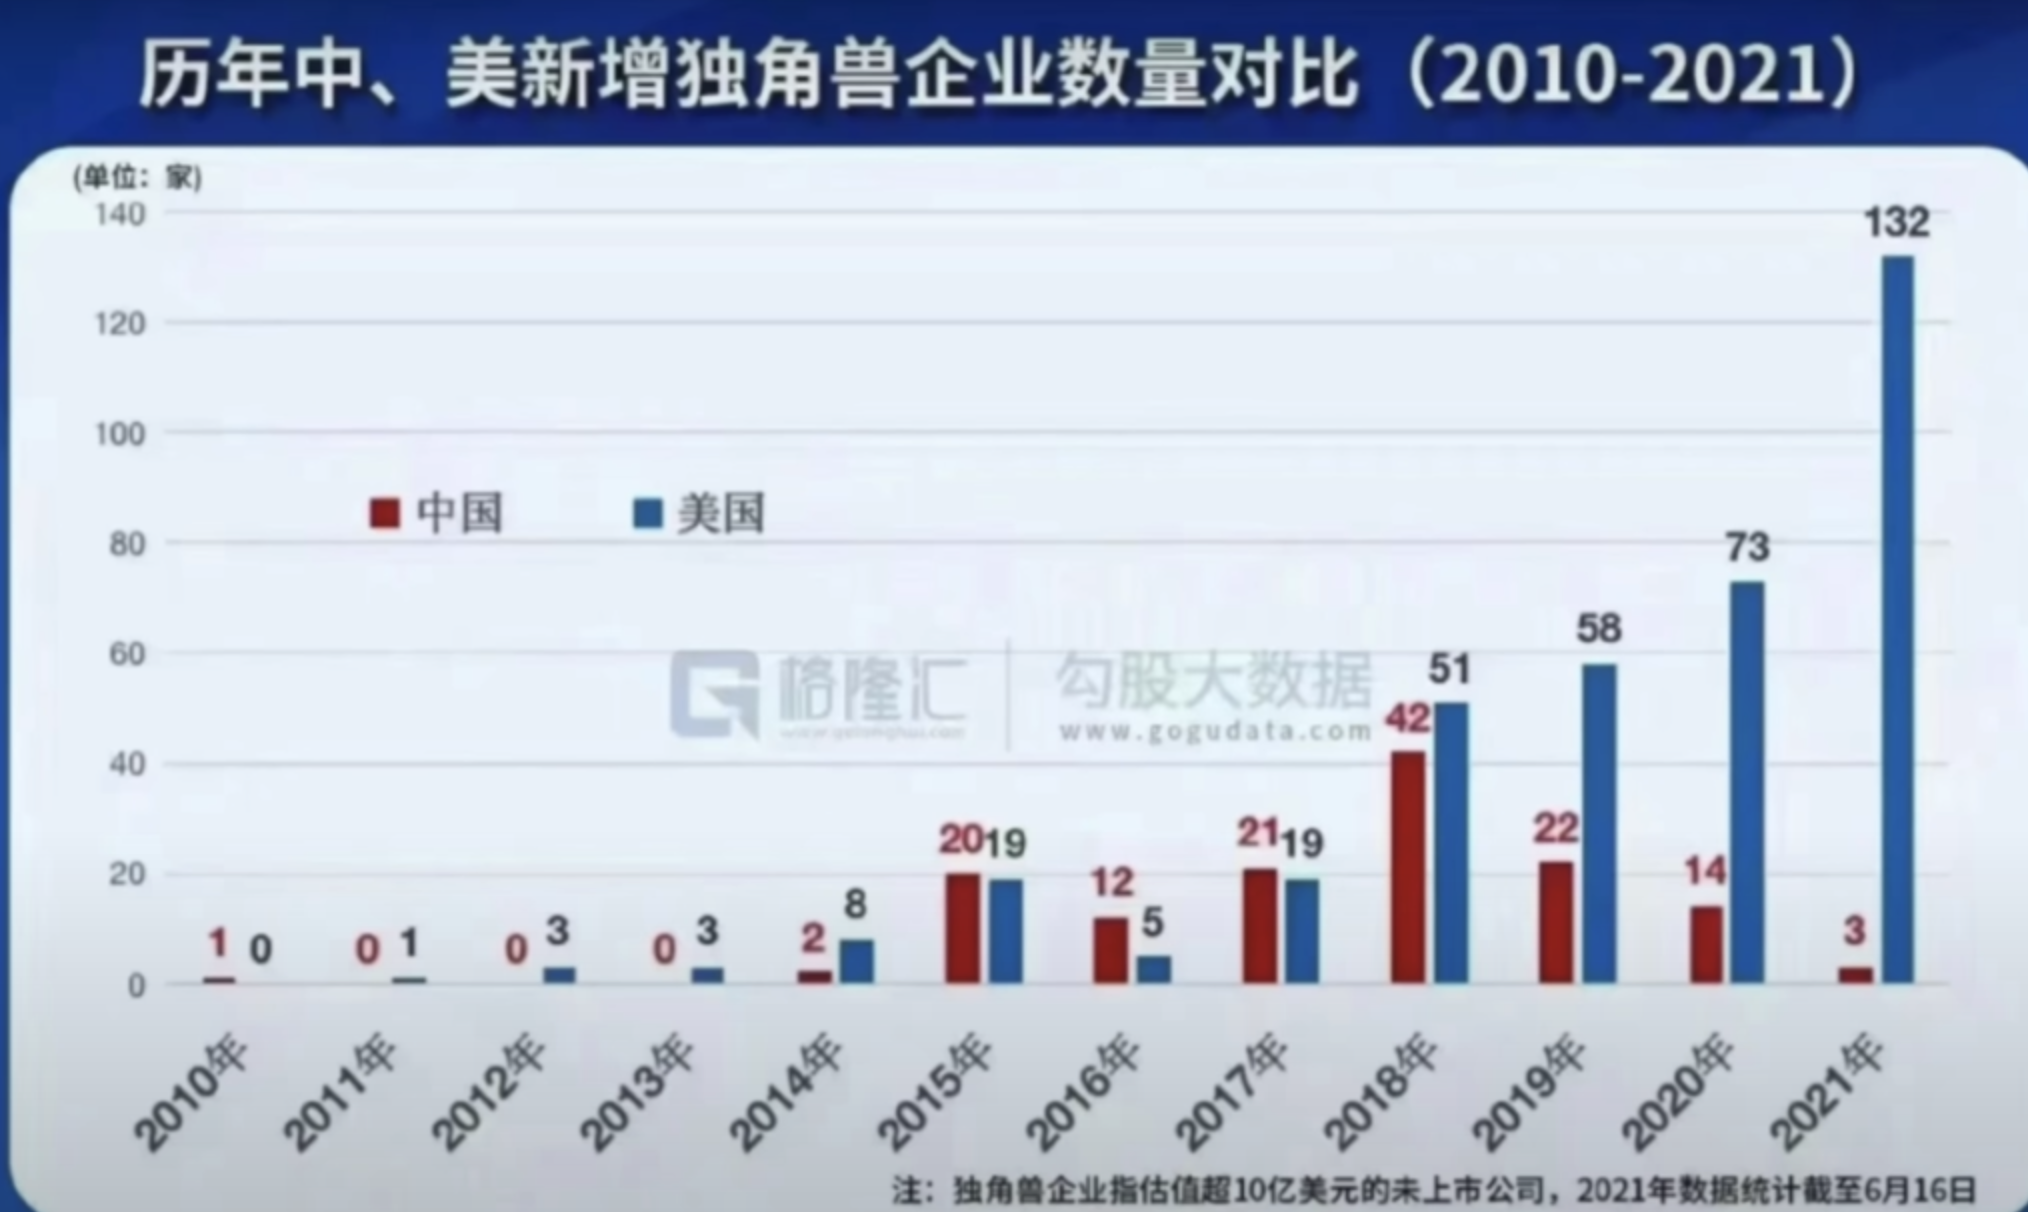 历年中、美新增独角兽企业数量对比（2010-2021）
(单位：家)
140
120
100
80
60
40
20
0
中国 美国
格隆汇 勾股大数据
www.gelonghui.com www.gogudata.com
1 0
0 1
0 3
0 3
2 8
20 19
12 5
21 19
42 51
22 58
14 73
3 132
2010年 2011年 2012年 2013年 2014年 2015年 2016年 2017年 2018年 2019年 2020年 2021年
注：独角兽企业指估值超10亿美元的未上市公司，2021年数据统计截至6月16日